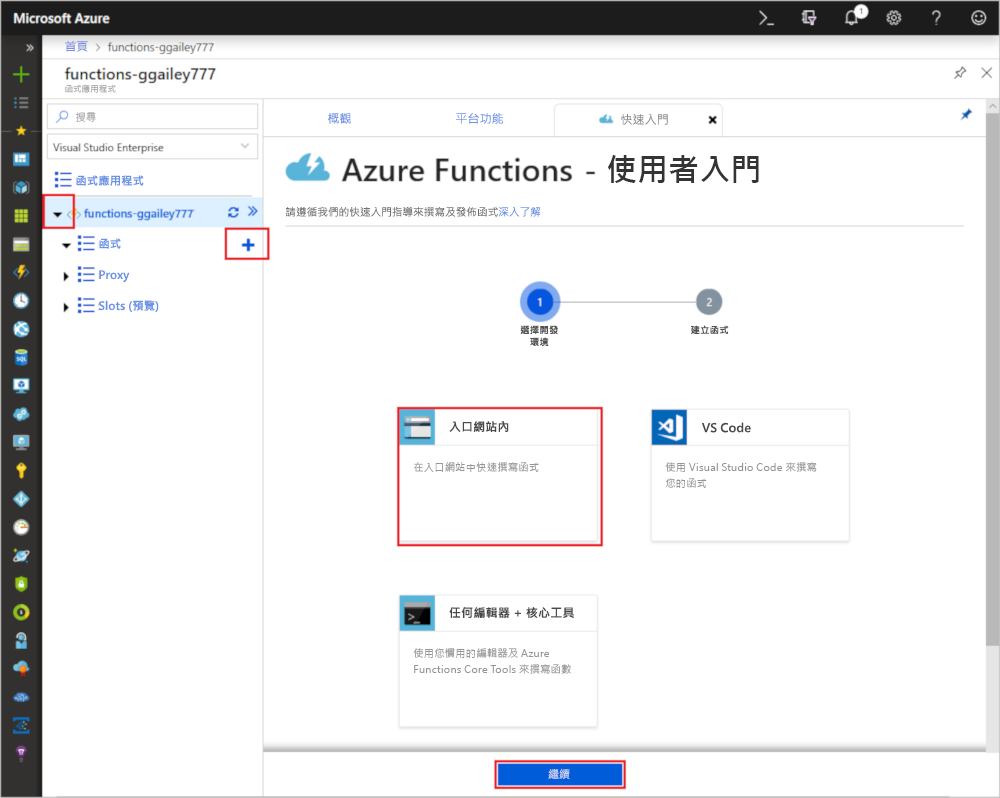 Microsoft Azure
1
首頁 > functions-ggailey777
functions-ggailey777
函式應用程式
搜尋
Visual Studio Enterprise
函式應用程式
functions-ggailey777
函式
Proxy
Slots (預覽)
概觀
平台功能
快速入門
Azure Functions - 使用者入門
請遵循我們的快速入門指導來撰寫及發佈函式深入了解
1
2
選擇開發
環境
建立函式
入口網站內
在入口網站中快速撰寫函式
VS Code
使用 Visual Studio Code 來撰寫
您的函式
任何編輯器 + 核心工具
使用您慣用的編輯器及 Azure
Functions Core Tools 來撰寫函數
繼續